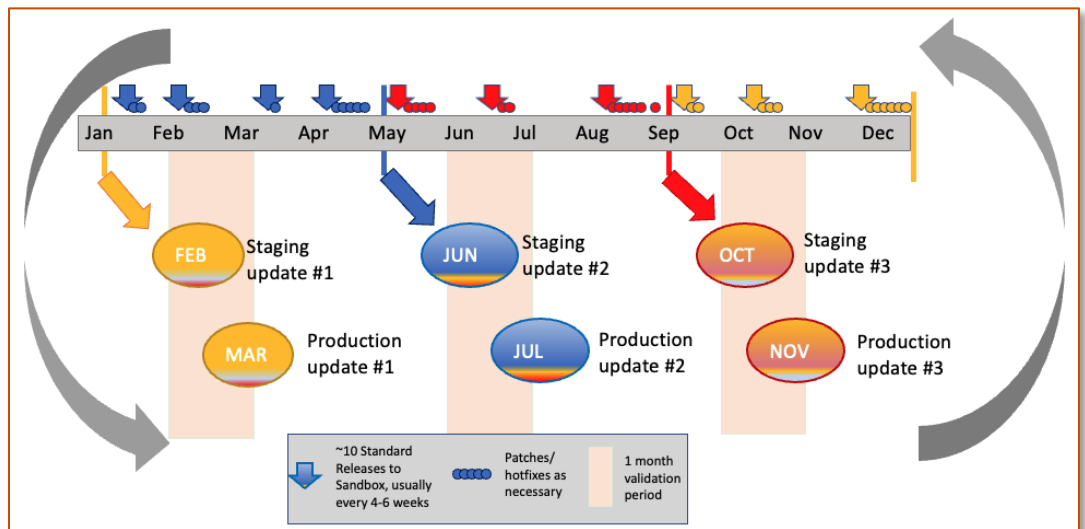 Jan Feb Mar Apr May Jun Jul Aug Sep Oct Nov Dec
FEB
Staging
update #1
JUN
Staging
update #2
OCT
Staging
update #3
MAR
Production
update #1
JUL
Production
update #2
NOV
Production
update #3
~10 Standard
Releases to
Sandbox, usually
every 4-6 weeks
Patches/
hotfixes as
necessary
1 month
validation
period